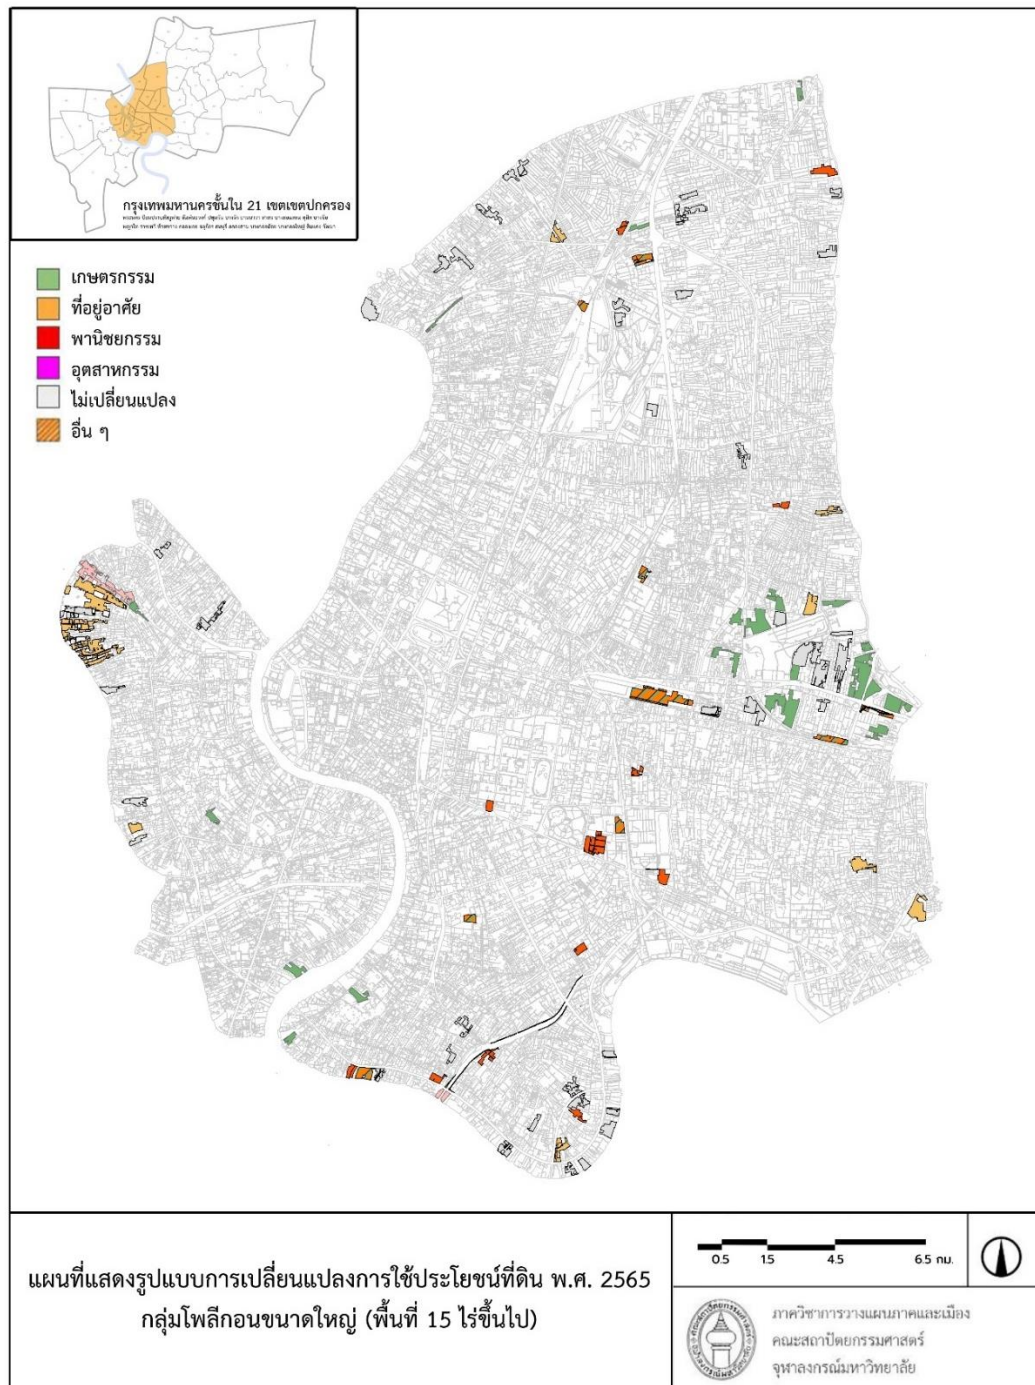 กรุงเทพมหานครชั้นใน 21 เขตเขตปกครอง
เกษตรกรรม
ที่อยู่อาศัย
พานิชยกรรม
อุตสาหกรรม
ไม่เปลี่ยนแปลง
อื่น ๆ
แผนที่แสดงรูปแบบการเปลี่ยนแปลงการใช้ประโยชน์ที่ดิน พ.ศ. 2565
กลุ่มโพลีกอนขนาดใหญ่ (พื้นที่ 15 ไร่ขึ้นไป)
0.5 1.5 4.5 6.5 กม.
ภาควิชาการวางแผนภาคและเมือง
คณะสถาปัตยกรรมศาสตร์
จุฬาลงกรณ์มหาวิทยาลัย